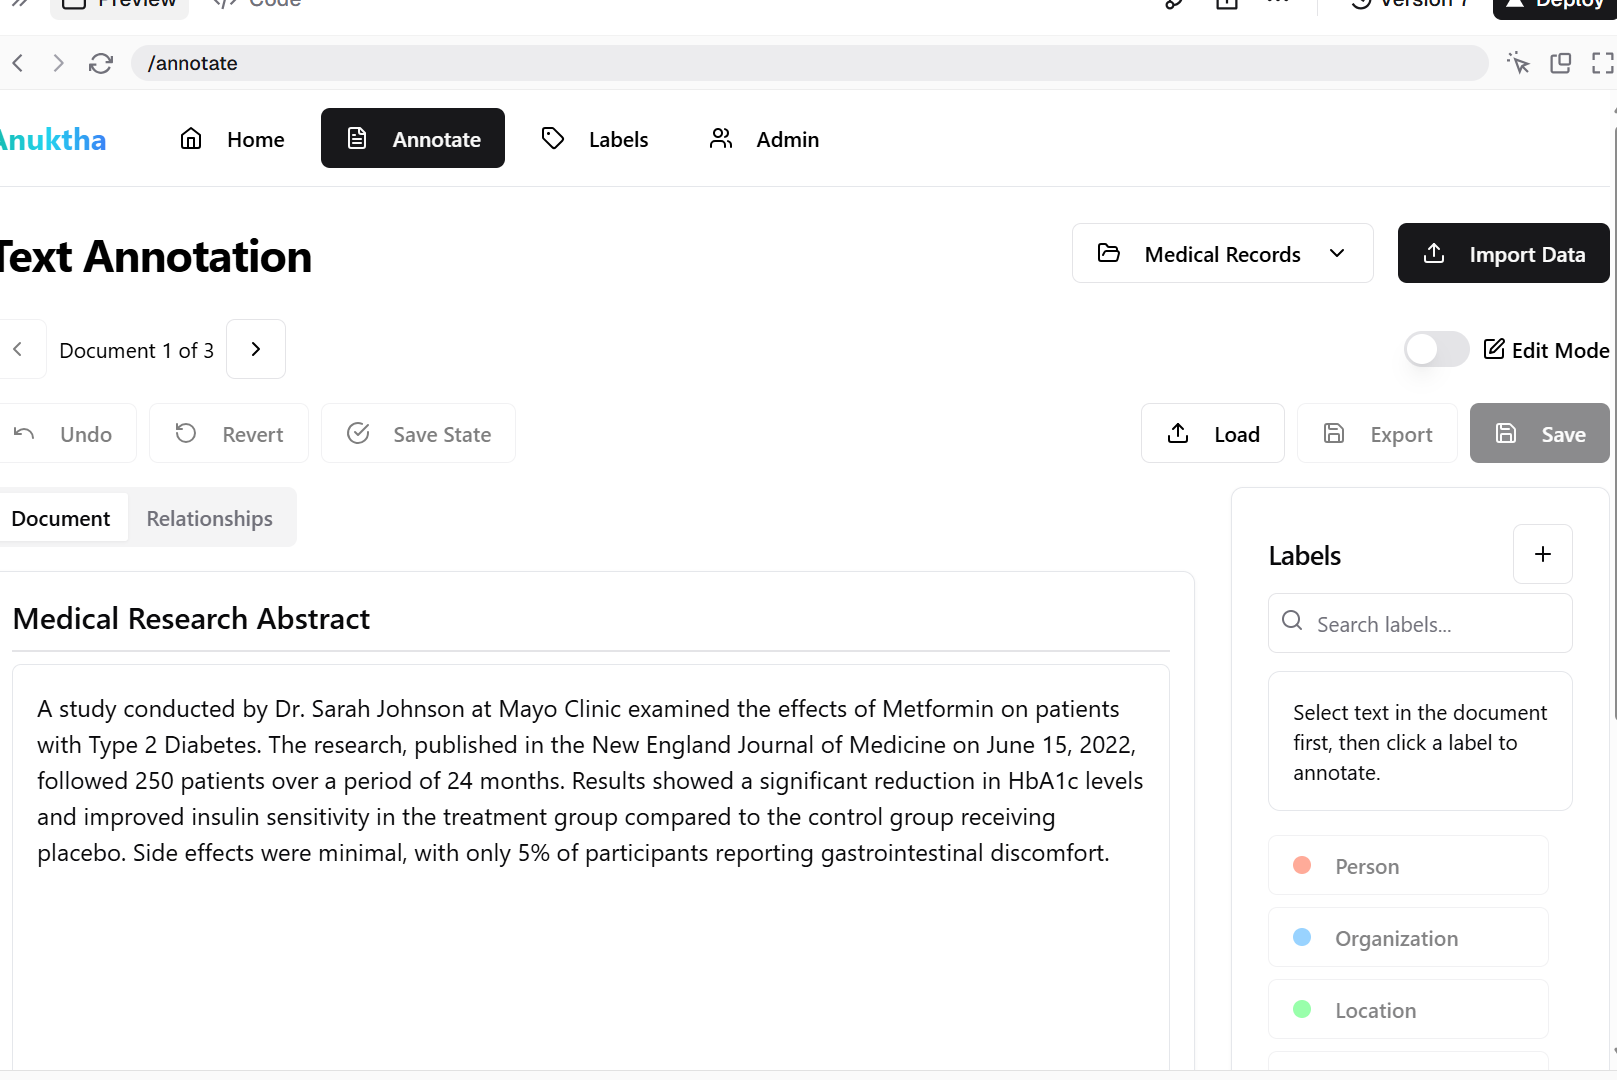 Preview
Code
Version 7
Deploy
/annotate
Anuktha
Home
Annotate
Labels
Admin
Text Annotation
Medical Records
Import Data
Document 1 of 3
Edit Mode
Undo
Revert
Save State
Load
Export
Save
Document
Relationships
Labels
+
Search labels...
Medical Research Abstract
A study conducted by Dr. Sarah Johnson at Mayo Clinic examined the effects of Metformin on patients
with Type 2 Diabetes. The research, published in the New England Journal of Medicine on June 15, 2022,
followed 250 patients over a period of 24 months. Results showed a significant reduction in HbA1c levels
and improved insulin sensitivity in the treatment group compared to the control group receiving
placebo. Side effects were minimal, with only 5% of participants reporting gastrointestinal discomfort.
Select text in the document
first, then click a label to
annotate.
Person
Organization
Location